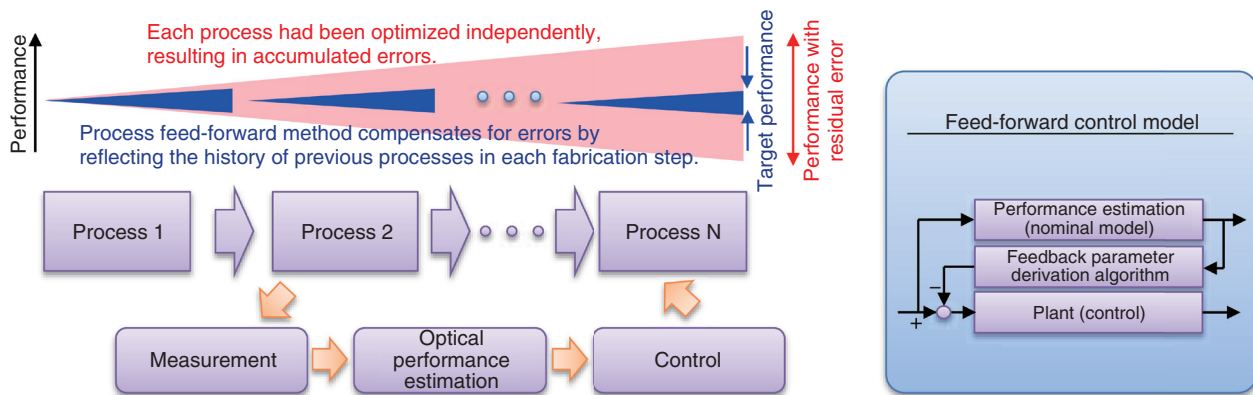 Performance
Each process had been optimized independently,
resulting in accumulated errors.
Process feed-forward method compensates for errors by
reflecting the history of previous processes in each fabrication step.
Target performance
Performance with
residual error
Process 1
Process 2
Process N
Measurement
Optical
performance
estimation
Control
Feed-forward control model
Performance estimation
(nominal model)
Feedback parameter
derivation algorithm
−
+
Plant (control)